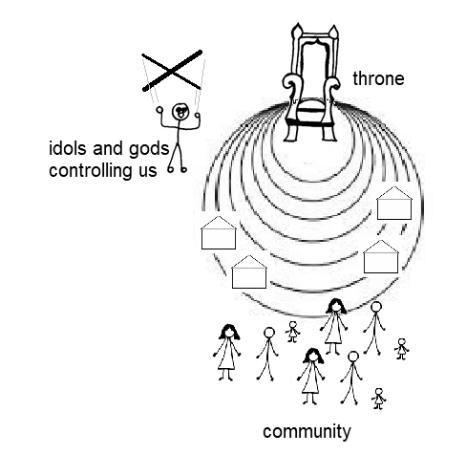 throne
idols and gods
controlling us
community